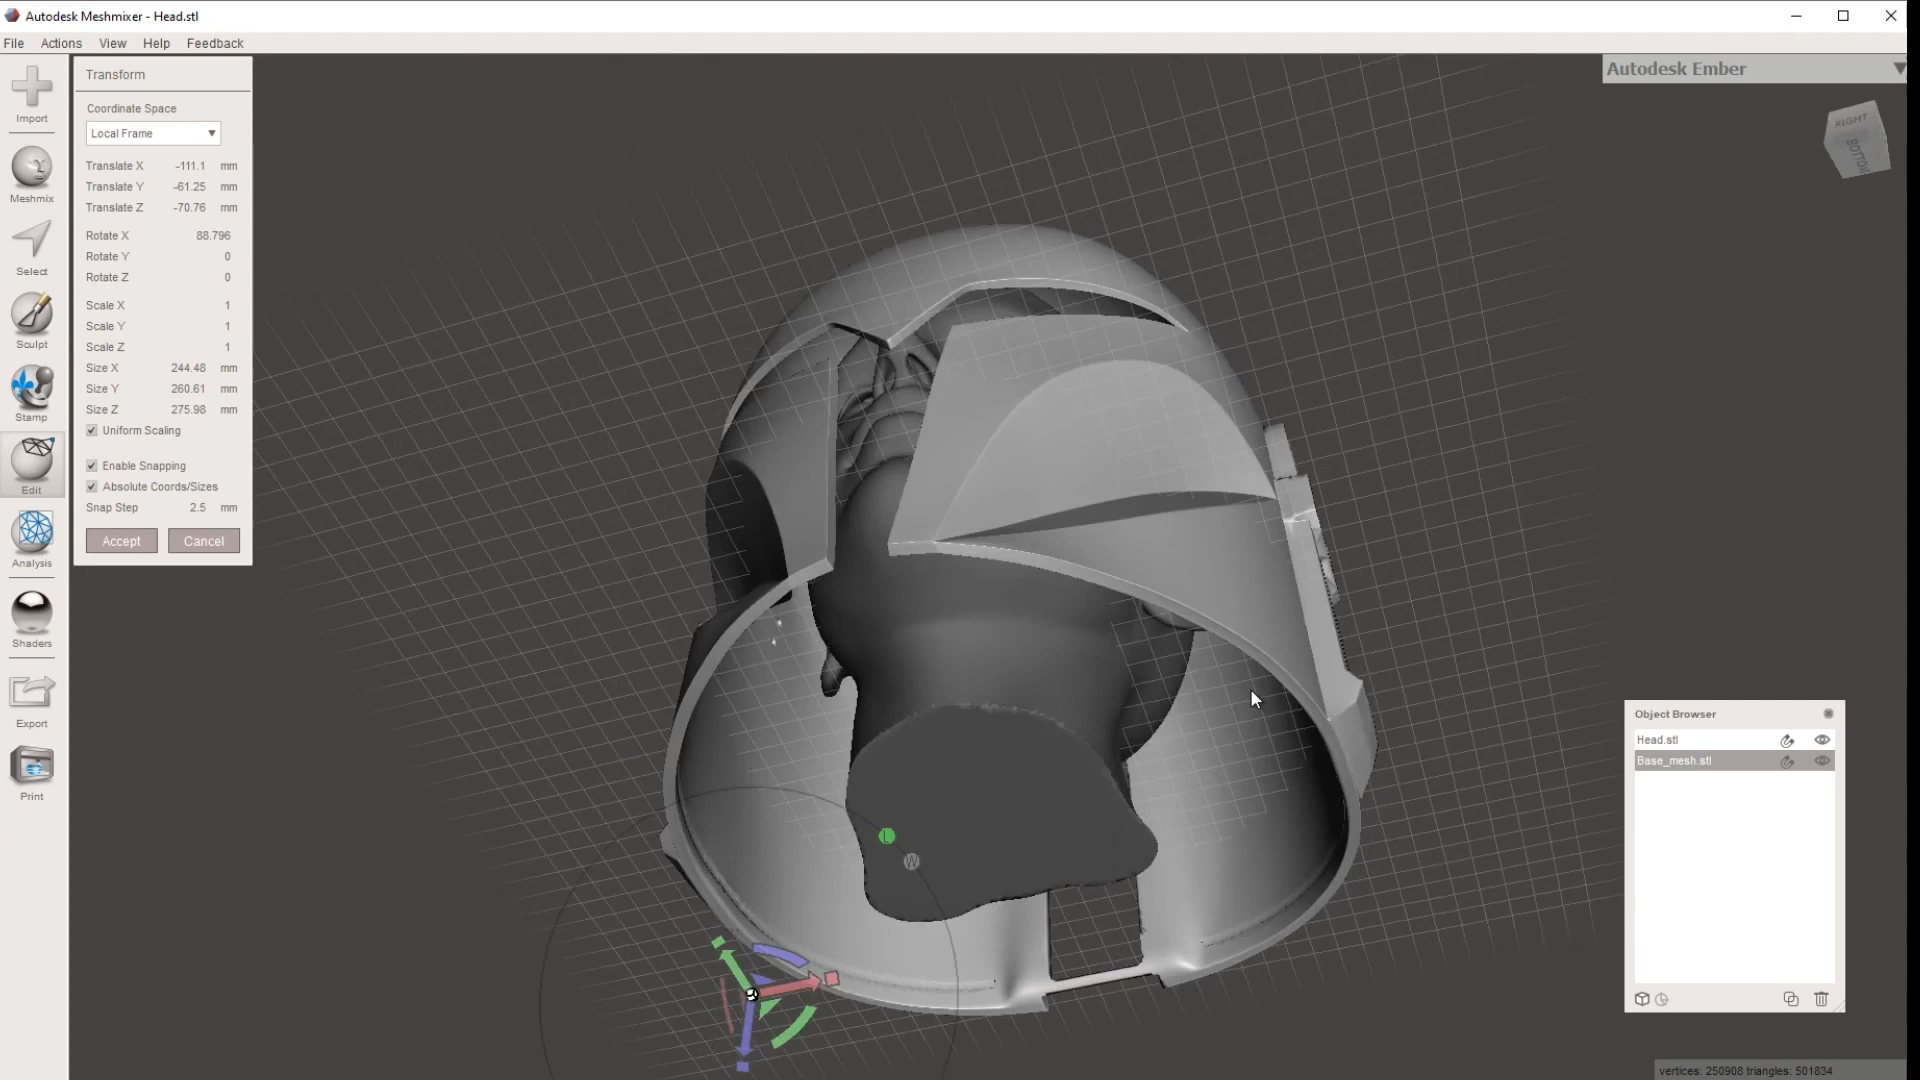 Autodesk Meshmixer - Head.stl
File Actions View Help Feedback
Import
Meshmix
Select
Sculpt
Stamp
Edit
Analysis
Shaders
Export
Print
Transform
Coordinate Space
Local Frame
Translate X -111.1 mm
Translate Y -61.25 mm
Translate Z -70.76 mm
Rotate X 88.796
Rotate Y 0
Rotate Z 0
Scale X 1
Scale Y 1
Scale Z 1
Size X 244.48 mm
Size Y 260.61 mm
Size Z 275.98 mm
Uniform Scaling
Enable Snapping
Absolute Coords/Sizes
Snap Step 2.5 mm
Accept Cancel
Autodesk Ember
RIGHT
BOTTOM
L
W
Object Browser
Head.stl
Base_mesh.stl
vertices: 250908 triangles: 501834